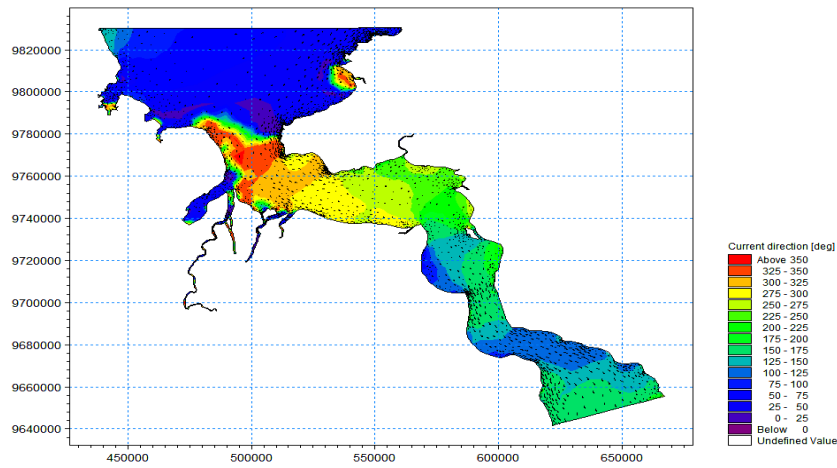 9820000
9800000
9780000
9760000
9740000
9720000
9700000
9680000
9660000
9640000
450000
500000
550000
600000
650000
Current direction [deg]
Above 350
325 - 350
300 - 325
275 - 300
250 - 275
225 - 250
200 - 225
175 - 200
150 - 175
125 - 150
100 - 125
75 - 100
50 - 75
25 - 50
0 - 25
Below 0
Undefined Value